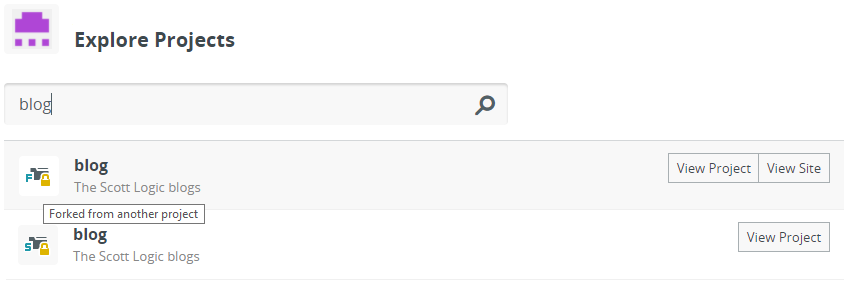 Explore Projects
blog
blog
View Project
View Site
The Scott Logic blogs
F
Forked from another project
blog
View Project
The Scott Logic blogs
S